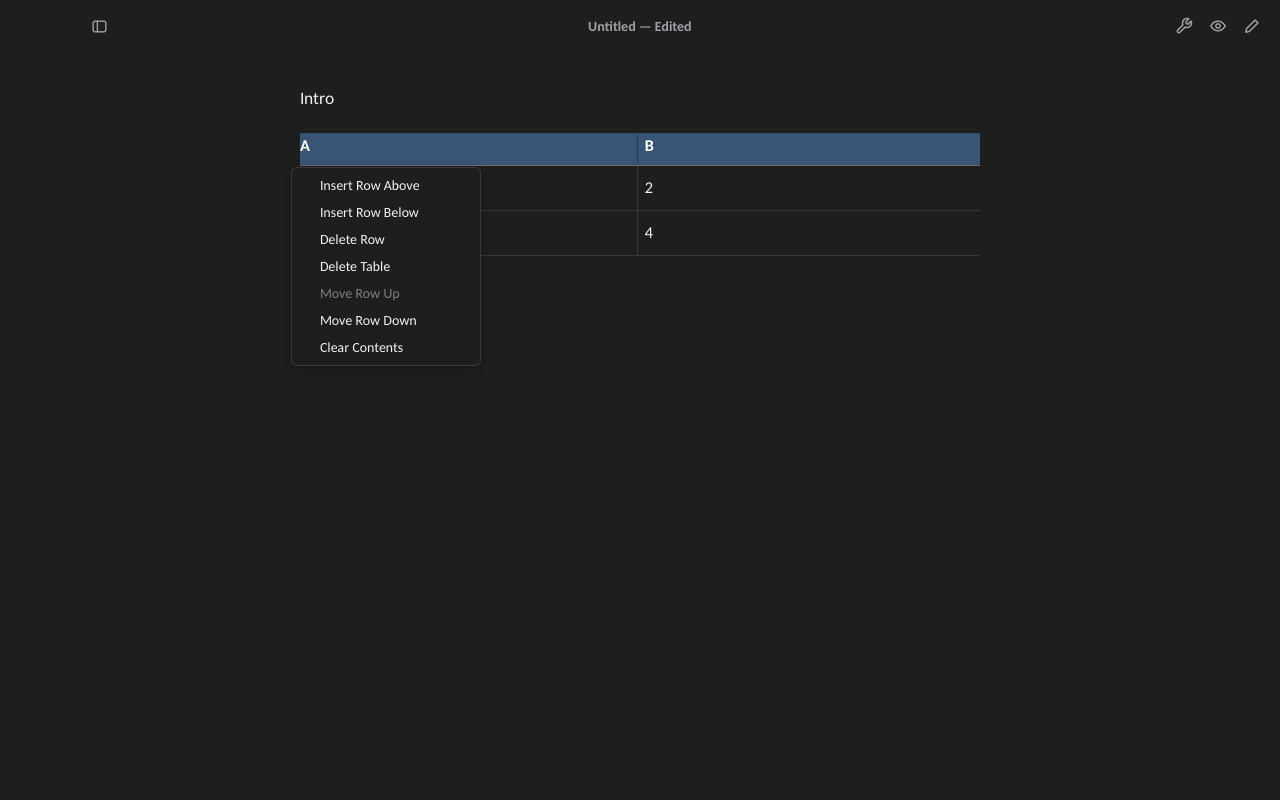 Untitled — Edited
Intro
A B
Insert Row Above 2
Insert Row Below
Delete Row 4
Delete Table
Move Row Up
Move Row Down
Clear Contents